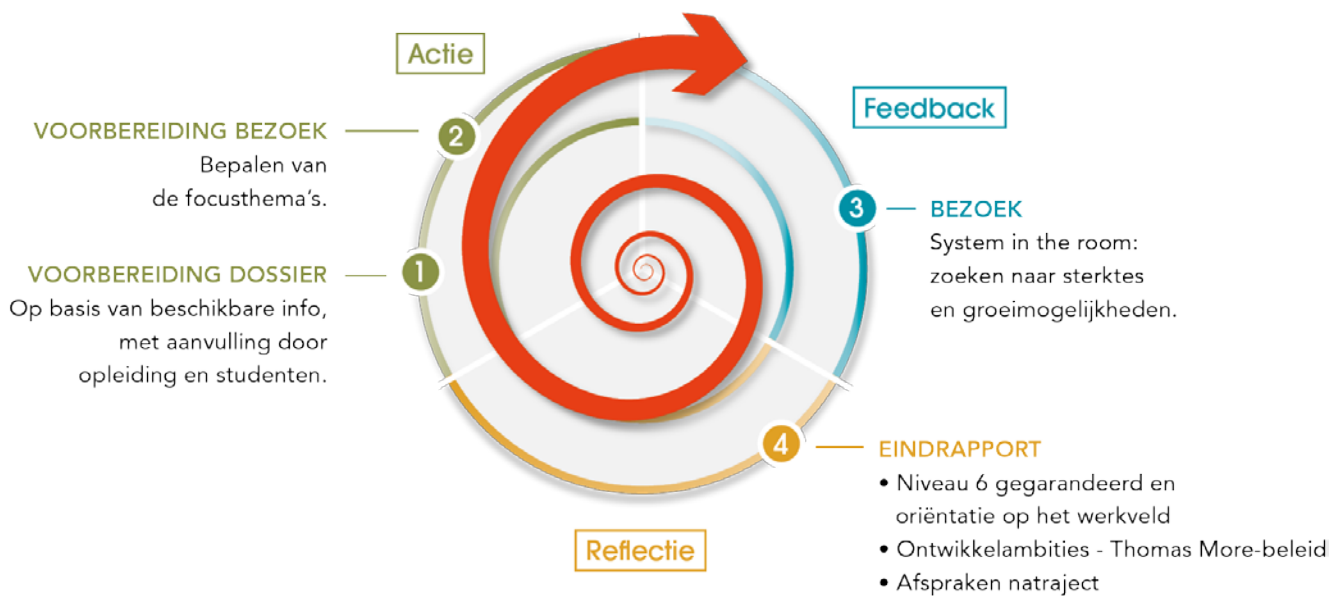 Actie
2
VOORBEREIDING BEZOEK
Bepalen van
de focusthema's.
1
VOORBEREIDING DOSSIER
Op basis van beschikbare info,
met aanvulling door
opleiding en studenten.
Feedback
3
BEZOEK
System in the room:
zoeken naar sterktes
en groeimogelijkheden.
4
EINDRAPPORT
• Niveau 6 gegarandeerd en
oriëntatie op het werkveld
• Ontwikkelambities - Thomas More-beleid
• Afspraken natraject
Reflectie